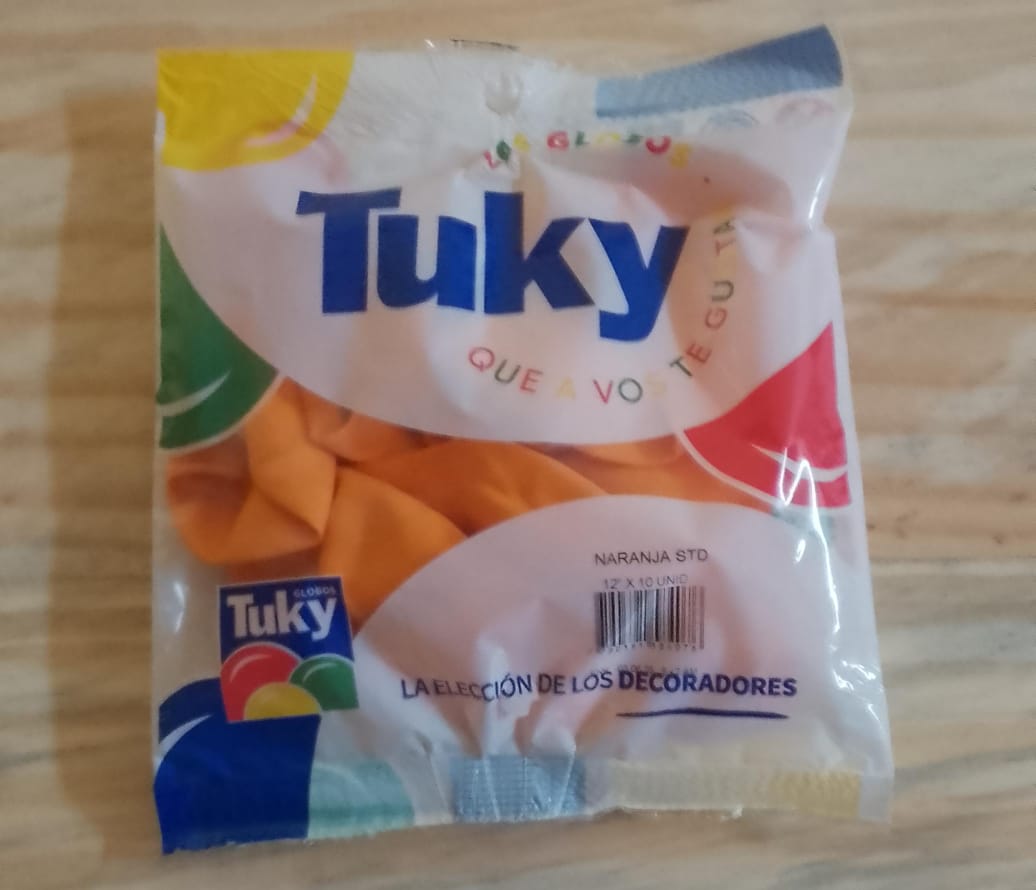 LOS GLOBOS
Tuky
QUE A VOS TE GUSTAN
NARANJA STD
12" X 10 UNID
GLOBOS
Tuky
LA ELECCIÓN DE LOS DECORADORES